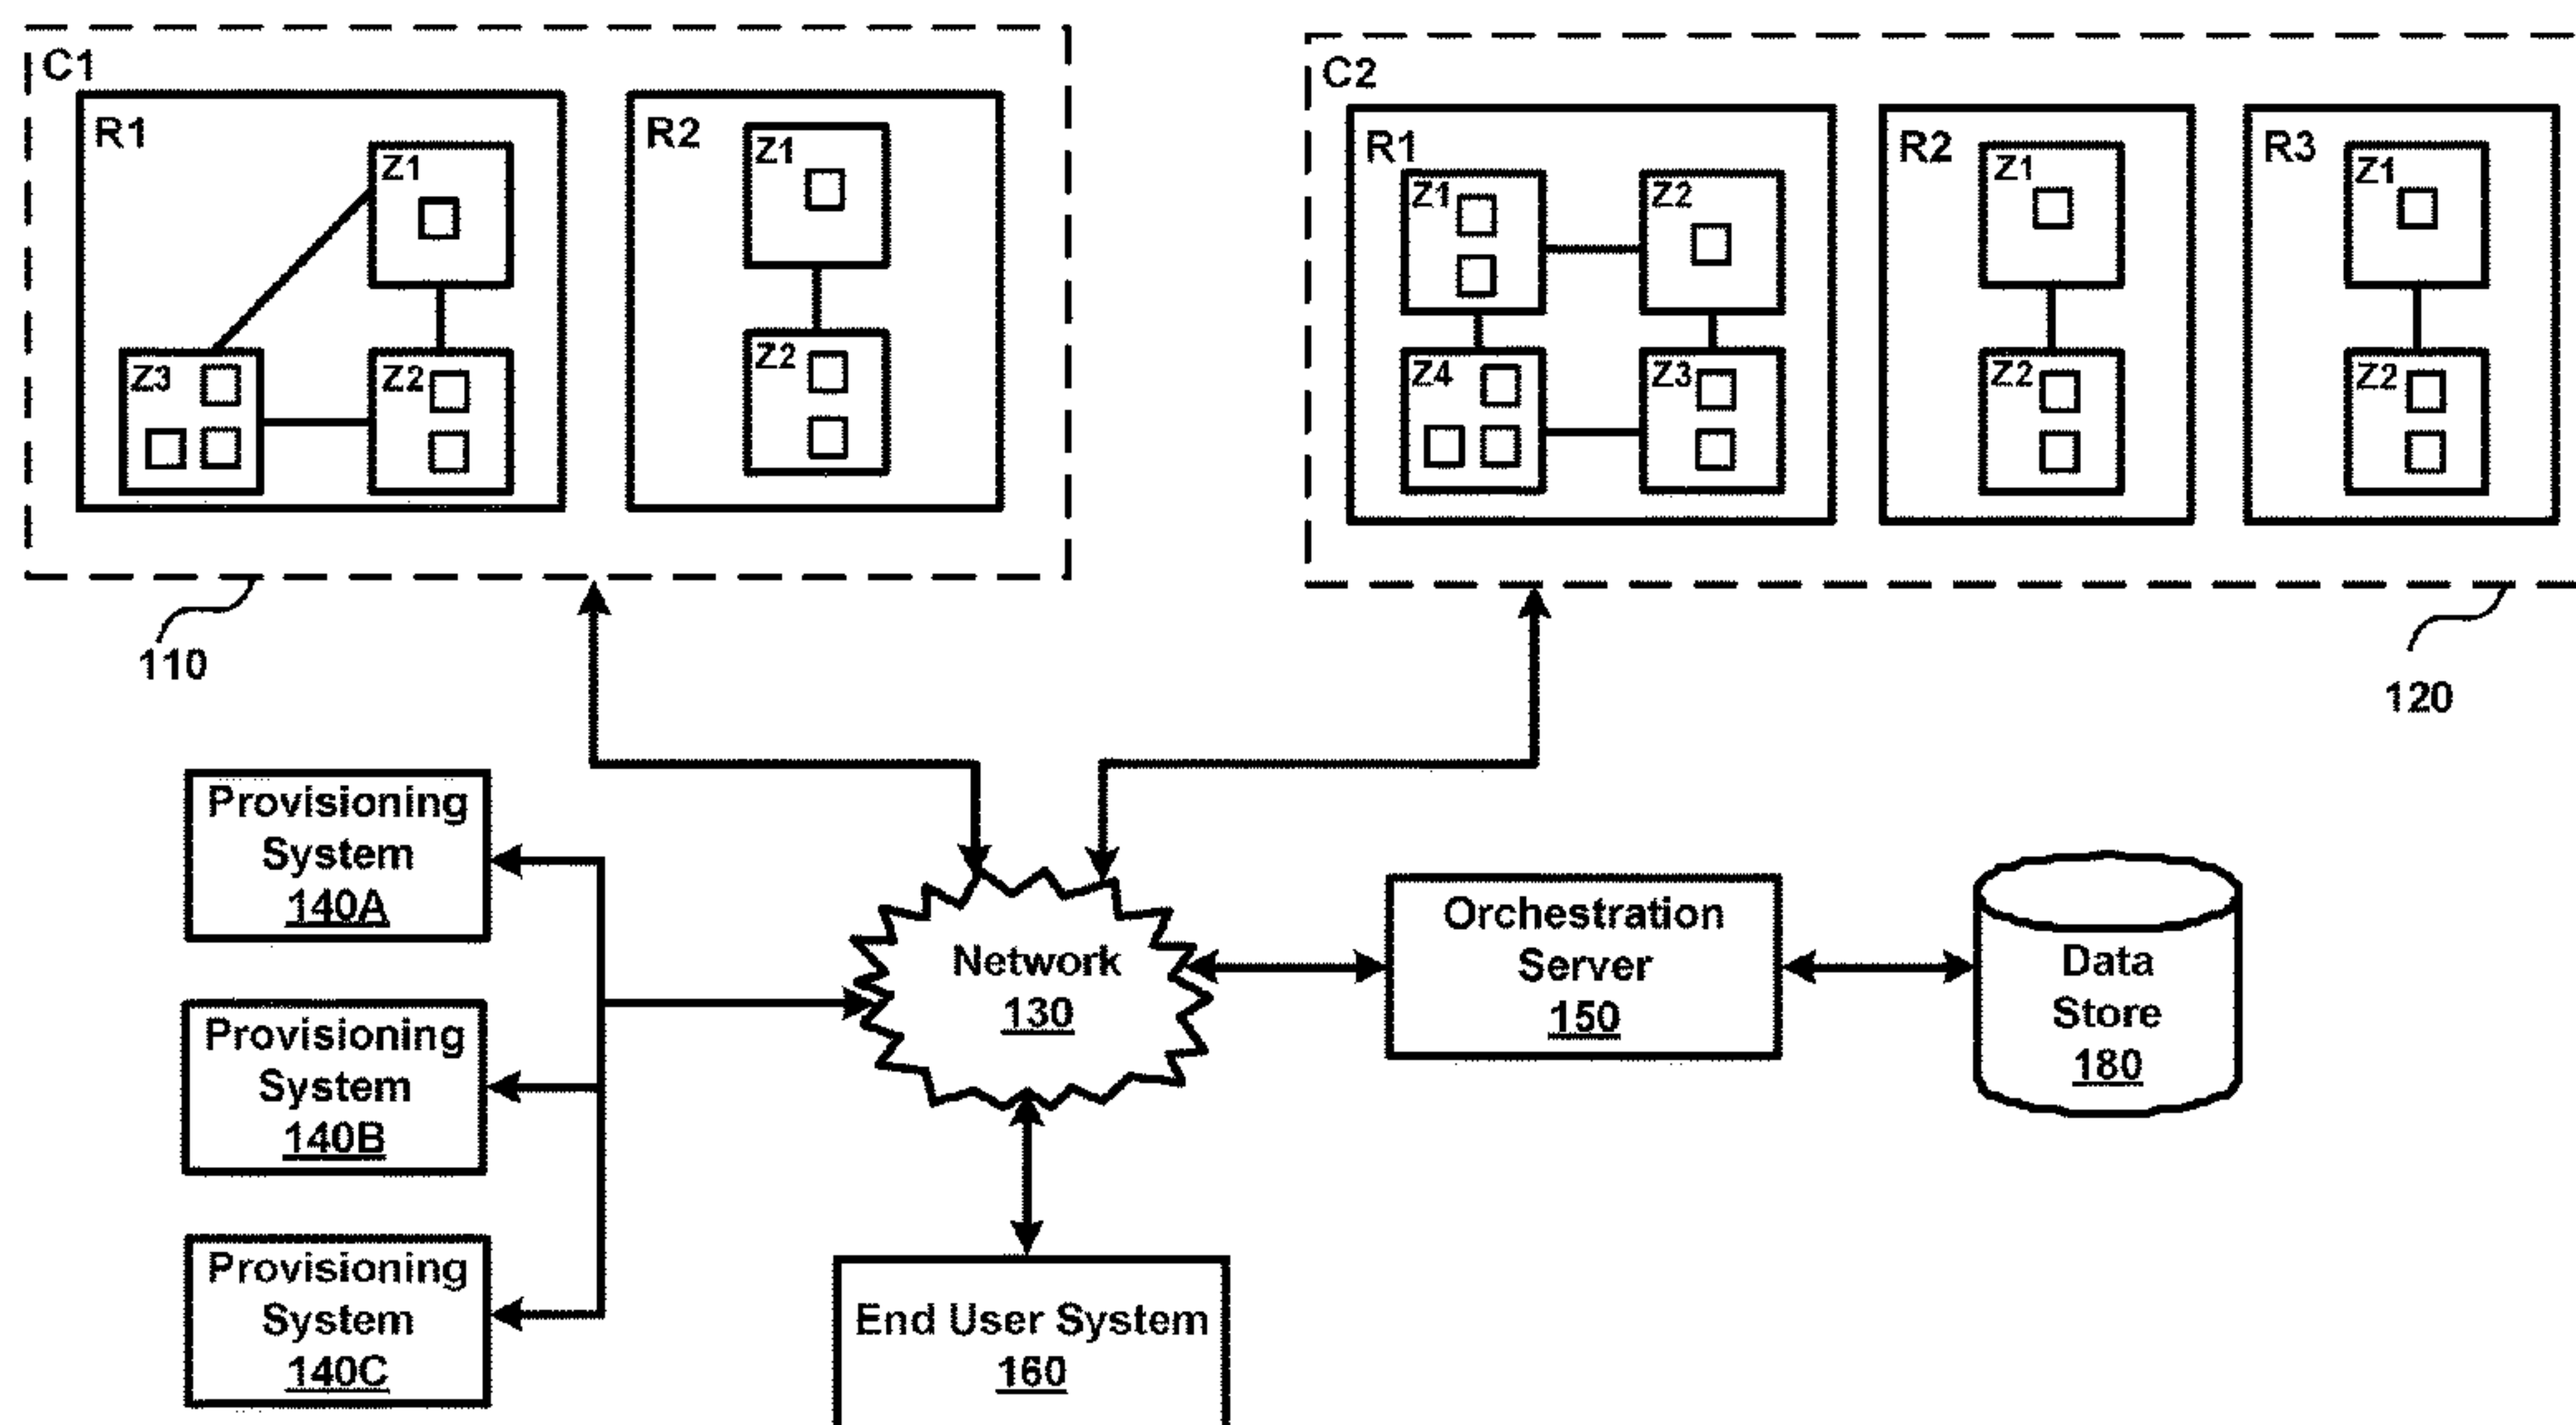 C1
R1
Z1
Z3
Z2
R2
Z1
Z2
110
C2
R1
Z1
Z2
Z4
Z3
R2
Z1
Z2
R3
Z1
Z2
120
Provisioning
System
140A
Provisioning
System
140B
Provisioning
System
140C
Network
130
Orchestration
Server
150
Data
Store
180
End User System
160